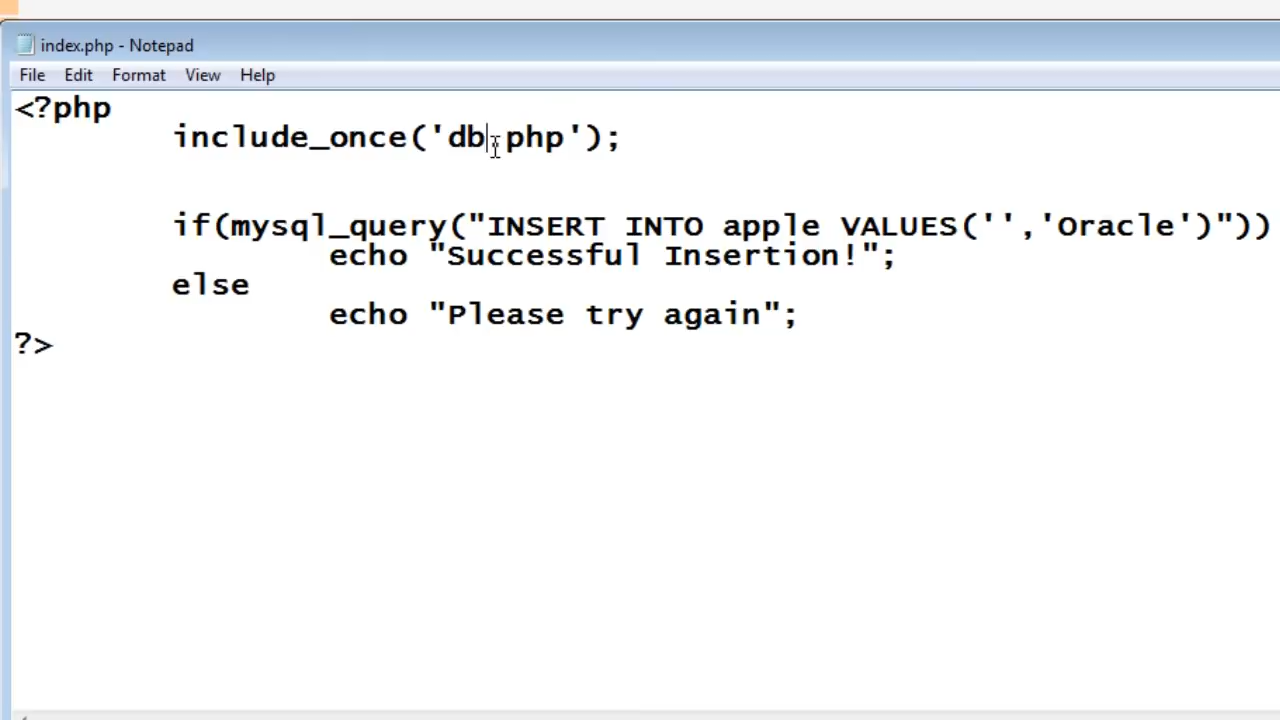 index.php - Notepad
File Edit Format View Help
<?php
include_once('db.php');
if(mysql_query("INSERT INTO apple VALUES('','Oracle')"))
echo "Successful Insertion!";
else
echo "Please try again";
?>